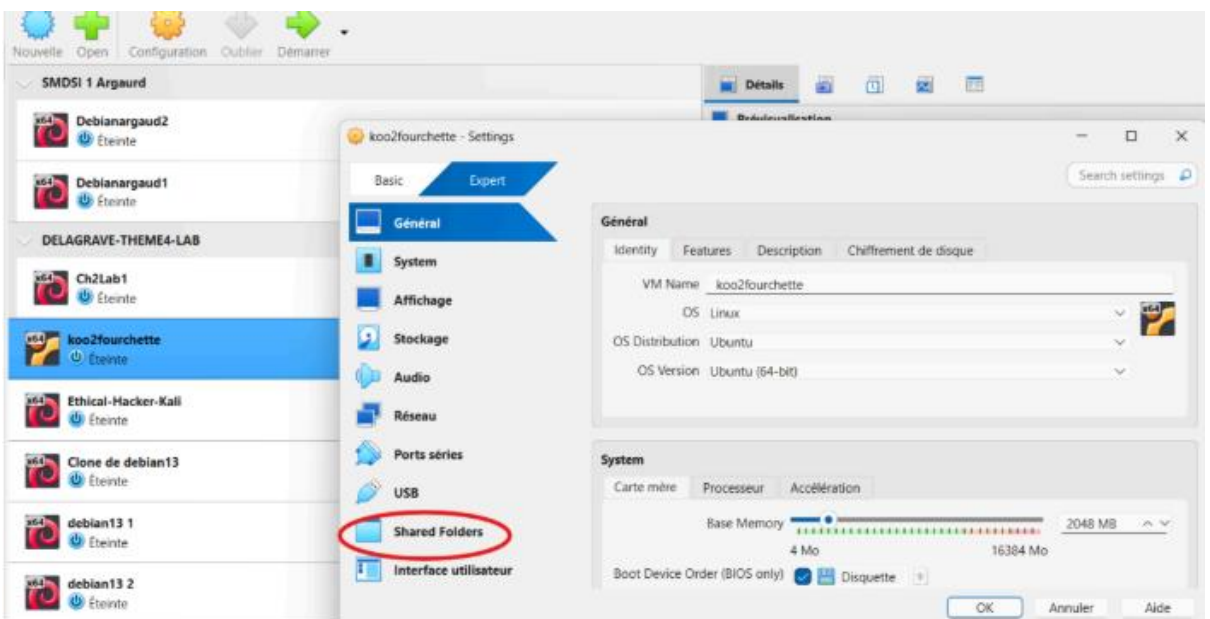 Nouvelle Open Configuration Oublier Démarrer
SMDSI 1 Argaurd
Détails
Prévisualisation
Debianargaud2
Éteinte
Debianargaud1
Éteinte
DELAGRAVE-THEME4-LAB
Ch2Lab1
Éteinte
koo2fourchette
Éteinte
Ethical-Hacker-Kali
Éteinte
Clone de debian13
Éteinte
debian13 1
Éteinte
debian13 2
Éteinte
koo2fourchette - Settings
Basic Expert
Search settings
Général
System
Affichage
Stockage
Audio
Réseau
Ports séries
USB
Shared Folders
Interface utilisateur
Général
Identity Features Description Chiffrement de disque
VM Name koo2fourchette
OS Linux
OS Distribution Ubuntu
OS Version Ubuntu (64-bit)
System
Carte mère Processeur Accélération
Base Memory 2048 MB
4 Mo 16384 Mo
Boot Device Order (BIOS only) Disquette
OK Annuler Aide